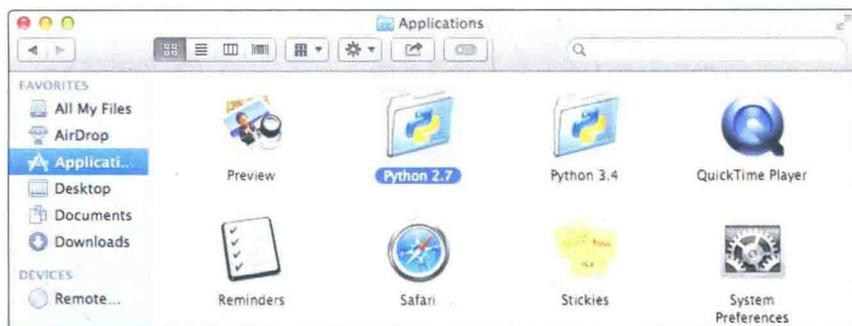 Applications
FAVORITES
All My Files
AirDrop
Applicati...
Desktop
Documents
Downloads
DEVICES
Remote...
Preview
Python 2.7
Python 3.4
QuickTime Player
Reminders
Safari
Stickies
System
Preferences